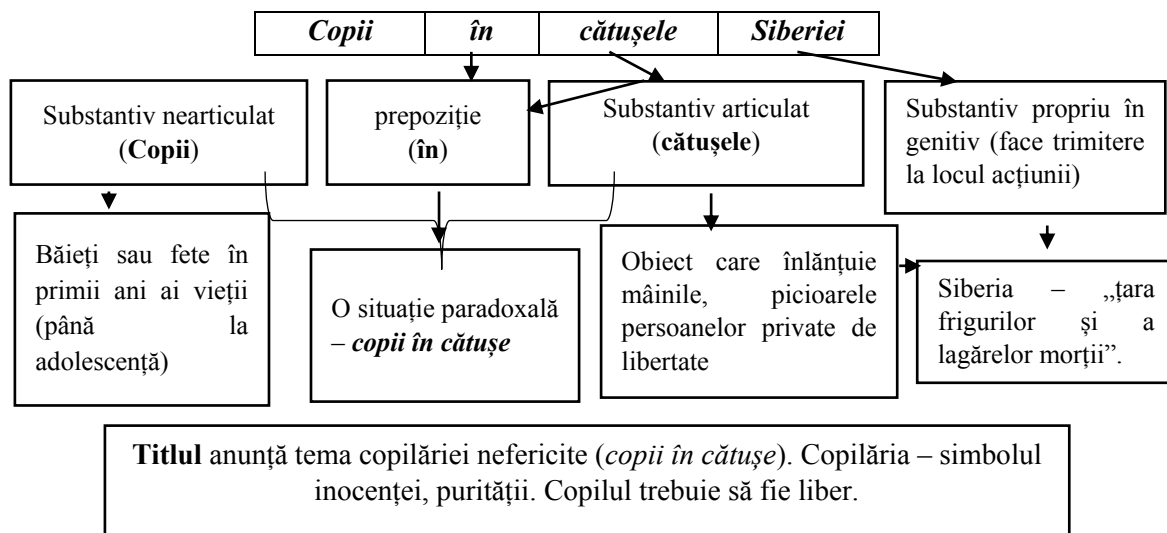 Copii în cătușele Siberiei
Substantiv nearticulat
(Copii)
prepoziție
(în)
Substantiv articulat
(cătușele)
Substantiv propriu în
genitiv (face trimitere
la locul acțiunii)
Băieți sau fete în
primii ani ai vieții
(până la
adolescență)
O situație paradoxală
– copii în cătușe
Obiect care înlănțuie
mâinile, picioarele
persoanelor private de
libertate
Siberia – „țara
frigurilor și a
lagărelor morții”.
Titlul anunță tema copilăriei nefericite (copii în cătușe). Copilăria – simbolul
inocenței, purității. Copilul trebuie să fie liber.